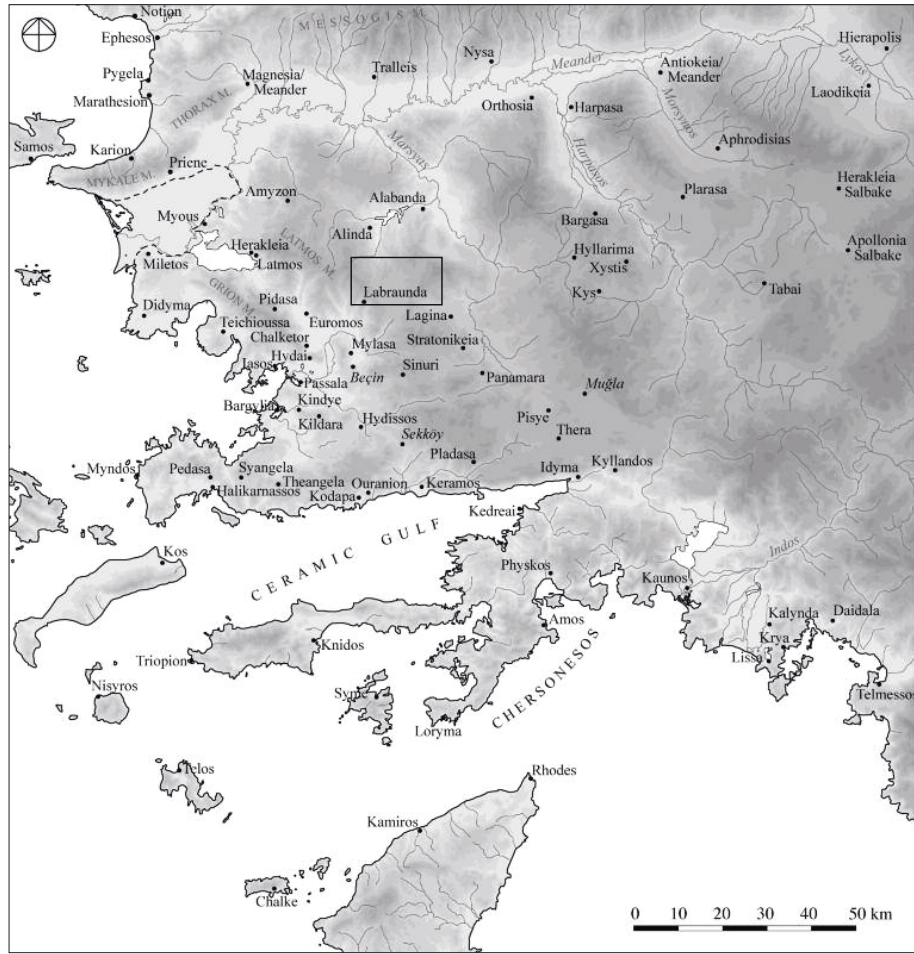 Notion
MESSOGIS M.
Ephesos
Hierapolis
Nysa
Meander
Antiokeia/
Meander
Lykos
Pygela
Magnesia/
Meander
Tralleis
Laodikeia
Marathesion
Orthosia
Harpasa
THORAX M.
Morsynos
Marsyas
Harpasos
Aphrodisias
Samos
Karion
Priene
MYKALE M.
Herakleia
Salbake
Amyzon
Alabanda
Plarasa
Myous
Alinda
Bargasa
Herakleia
Latmos
LATMOS M.
Hyllarima
Xystis
Apollonia
Salbake
Miletos
Kys
Tabai
Labraunda
GRION M.
Pidasa
Didyma
Euromos
Lagina
Teichioussa
Chalketor
Mylasa
Stratonikeia
Hydai
Iasos
Beçin
Sinuri
Panamara
Passala
Muğla
Bargylia
Kindye
Kildara
Hydissos
Pisye
Thera
Sekköy
Pladasa
Myndos
Pedasa
Syangela
Idyma
Kyllandos
Halikarnassos
Theangela
Ouranion
Keramos
Kodapa
Kedreai
CERAMIC GULF
Kos
Indos
Physkos
Kaunos
Amos
Kalynda
Daidala
Knidos
Krya
Triopion
Lissa
CHERSONESOS
Nisyros
Syme
Telmessos
Loryma
Telos
Rhodes
Kamiros
Chalke
0 10 20 30 40 50 km